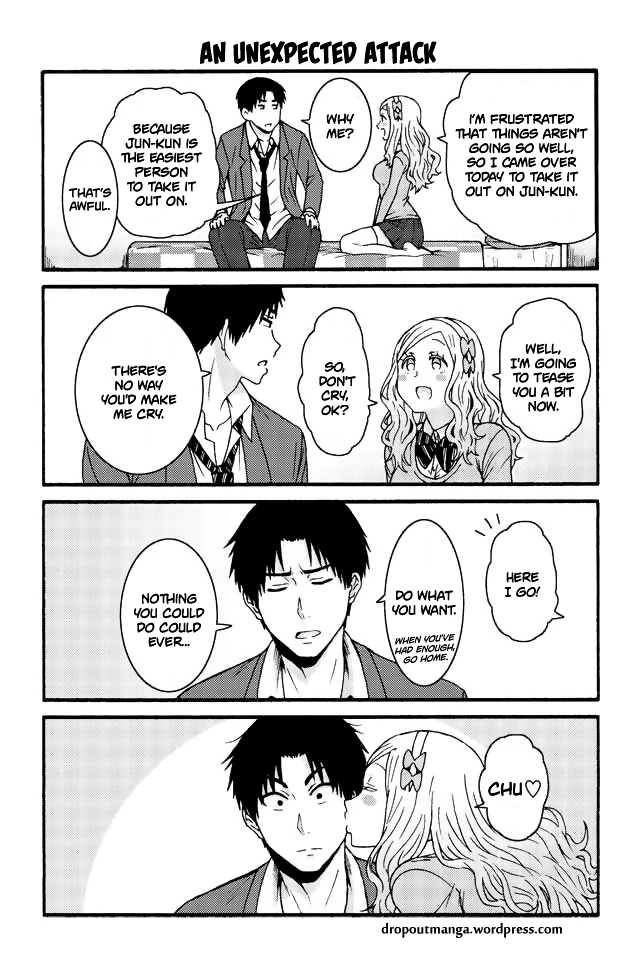 AN UNEXPECTED ATTACK
I'M FRUSTRATED
THAT THINGS AREN'T
GOING SO WELL,
SO I CAME OVER
TODAY TO TAKE IT
OUT ON JUN-KUN.
WHY
ME?
BECAUSE
JUN-KUN IS
THE EASIEST
PERSON
TO TAKE IT
OUT ON.
THAT'S
AWFUL.
WELL,
I'M GOING
TO TEASE
YOU A BIT
NOW.
SO,
DON'T
CRY,
OK?
THERE'S
NO WAY
YOU'D MAKE
ME CRY.
HERE
I GO!
DO WHAT
YOU WANT.
WHEN YOU'VE
HAD ENOUGH,
GO HOME.
NOTHING
YOU COULD
DO COULD
EVER...
CHU♡
dropoutmanga.wordpress.com